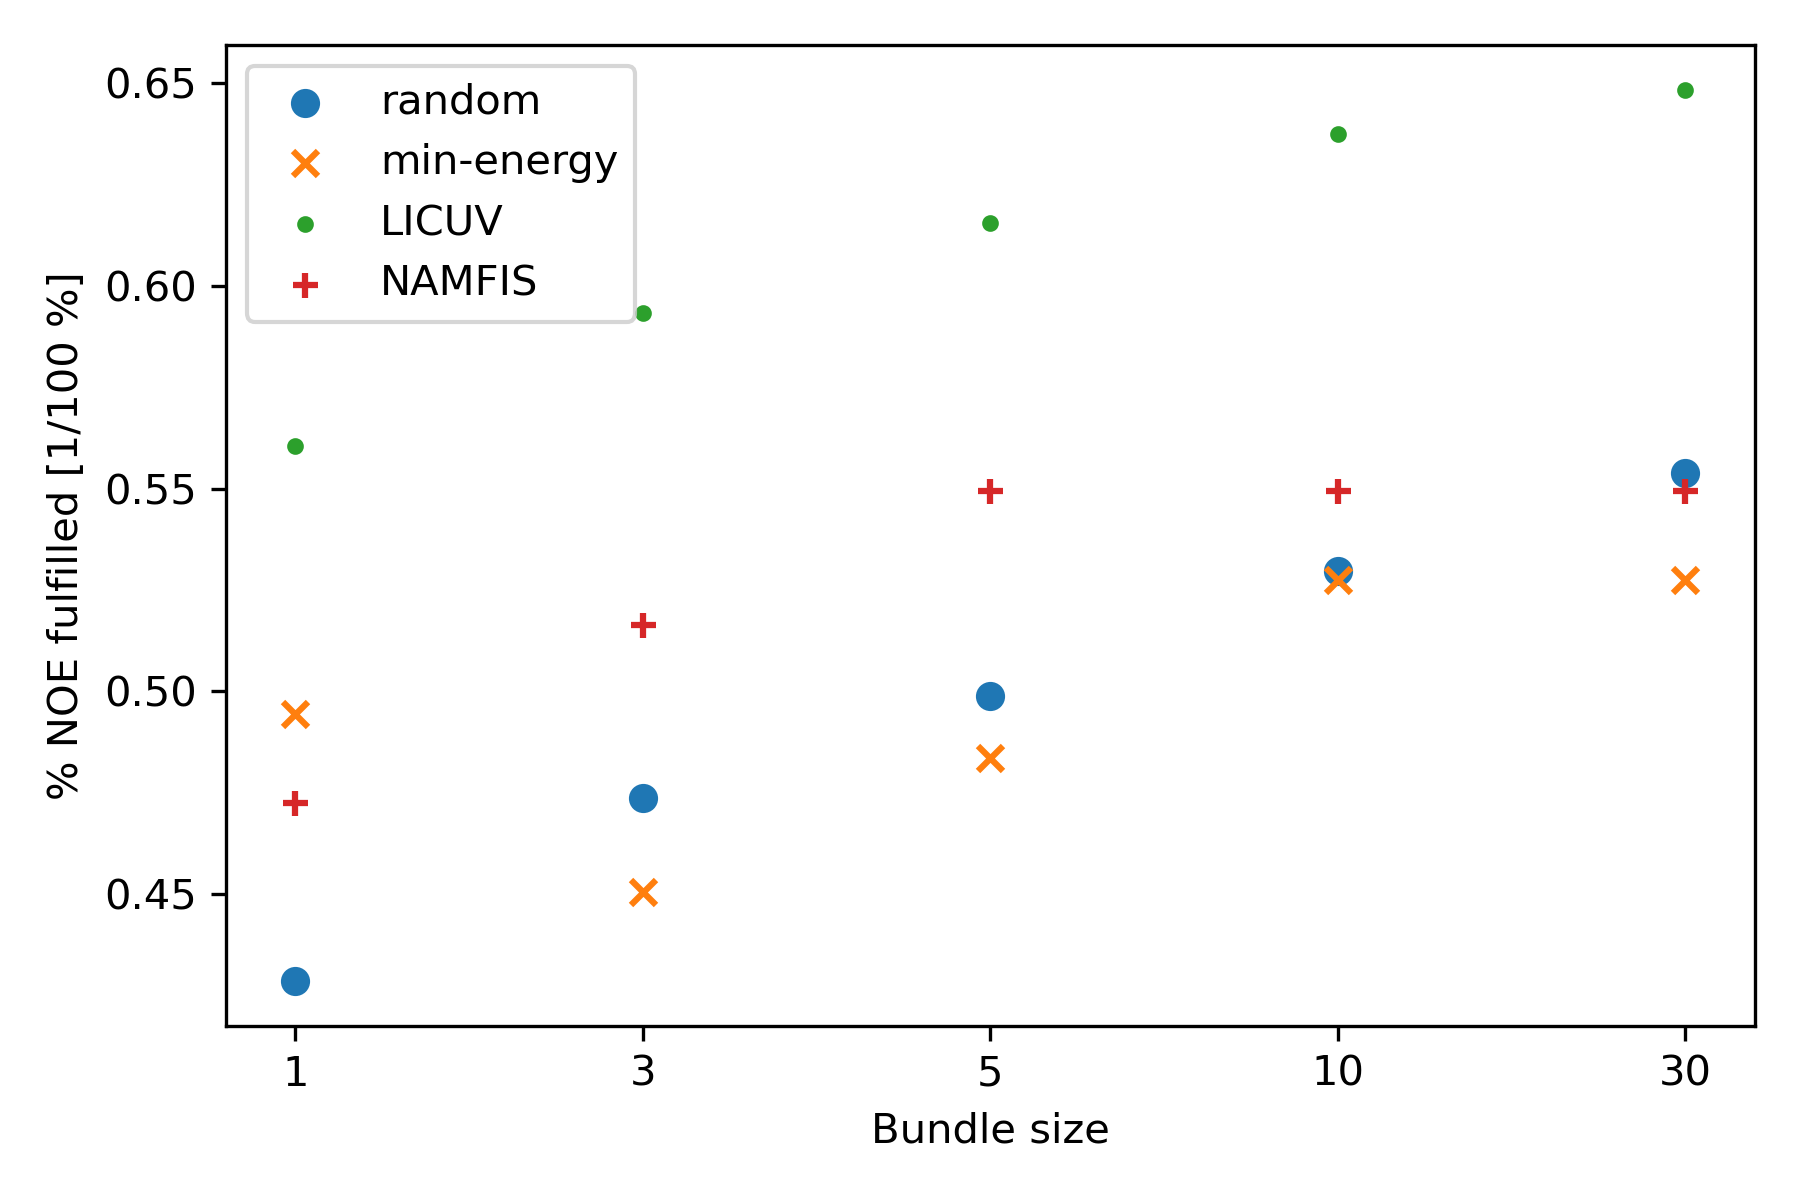 random
min-energy
LICUV
NAMFIS
0.65
0.60
0.55
0.50
0.45
% NOE fulfilled [1/100 %]
1 3 5 10 30
Bundle size